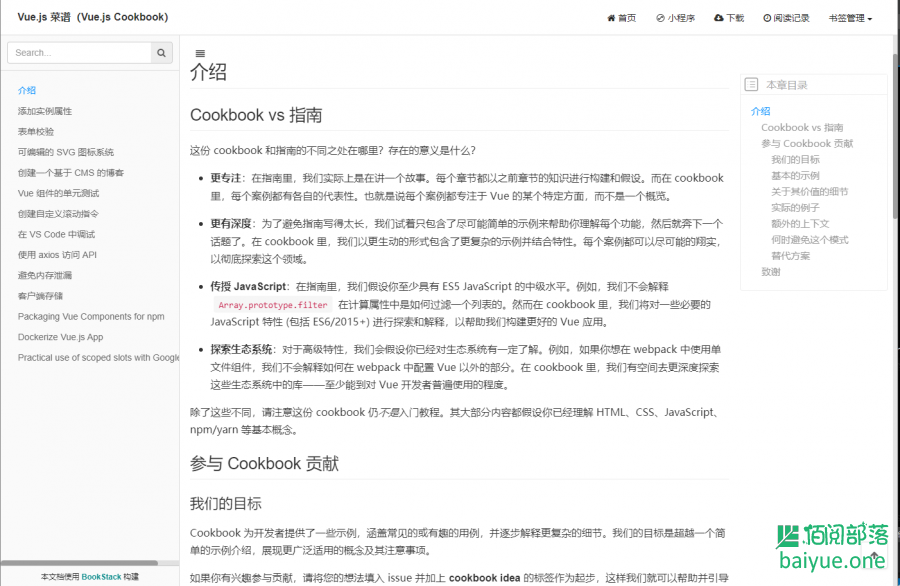 Vue.js 菜谱（Vue.js Cookbook）
首页 小程序 下载 阅读记录 书签管理
Search...
介绍
添加实例属性
表单校验
可编辑的 SVG 图标系统
创建一个基于 CMS 的博客
Vue 组件的单元测试
创建自定义滚动指令
在 VS Code 中调试
使用 axios 访问 API
避免内存泄漏
客户端存储
Packaging Vue Components for npm
Dockerize Vue.js App
Practical use of scoped slots with Google
本文档使用 BookStack 构建
介绍
Cookbook vs 指南
这份 cookbook 和指南的不同之处在哪里？存在的意义是什么？
更专注：在指南里，我们实际上是在讲一个故事。每个章节都以之前章节的知识进行构建和假设。而在 cookbook
里，每个案例都有各自的代表性。也就是说每个案例都专注于 Vue 的某个特定方面，而不是一个概览。
更有深度：为了避免指南写得太长，我们试着只包含了尽可能简单的示例来帮助你理解每个功能，然后就奔下一个
话题了。在 cookbook 里，我们以更生动的形式包含了更复杂的示例并结合特性。每个案例都可以尽可能的翔实，
以彻底探索这个领域。
传授 JavaScript：在指南里，我们假设你至少具有 ES5 JavaScript 的中级水平。例如，我们不会解释
Array.prototype.filter 在计算属性中是如何过滤一个列表的。然而在 cookbook 里，我们将对一些必要的
JavaScript 特性 (包括 ES6/2015+) 进行探索和解释，以帮助我们构建更好的 Vue 应用。
探索生态系统：对于高级特性，我们会假设你已经对生态系统有一定了解。例如，如果你想在 webpack 中使用单
文件组件，我们不会解释如何在 webpack 中配置 Vue 以外的部分。在 cookbook 里，我们有空间去更深度探索
这些生态系统中的库——至少能到对 Vue 开发者普遍使用的程度。
除了这些不同，请注意这份 cookbook 仍不是入门教程。其大部分内容都假设你已经理解 HTML、CSS、JavaScript、
npm/yarn 等基本概念。
参与 Cookbook 贡献
我们的目标
Cookbook 为开发者提供了一些示例，涵盖常见的或有趣的用例，并逐步解释更复杂的细节。我们的目标是超越一个简
单的示例介绍，展现更广泛适用的概念及其注意事项。
如果你有兴趣参与贡献，请将您的想法填入 issue 并加上 cookbook idea 的标签作为起步，这样我们就可以帮助并引导
本章目录
介绍
Cookbook vs 指南
参与 Cookbook 贡献
我们的目标
基本的示例
关于其价值的细节
实际的例子
额外的上下文
何时避免这个模式
替代方案
致谢
佰阅部落
baiyue.one